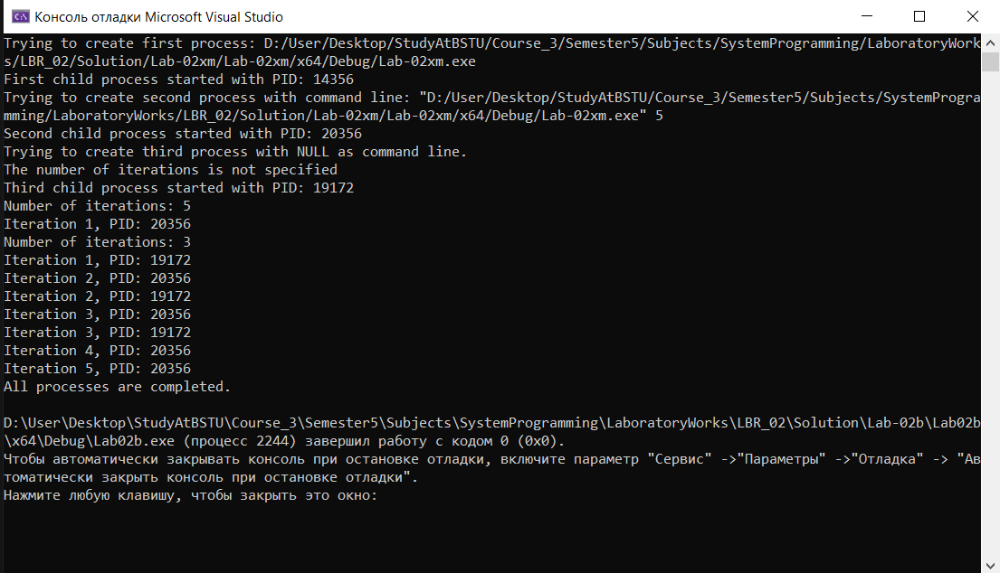 Консоль отладки Microsoft Visual Studio
Trying to create first process: D:/User/Desktop/StudyAtBSTU/Course_3/Semester5/Subjects/SystemProgramming/LaboratoryWork
s/LBR_02/Solution/Lab-02xm/Lab-02xm/x64/Debug/Lab-02xm.exe
First child process started with PID: 14356
Trying to create second process with command line: "D:/User/Desktop/StudyAtBSTU/Course_3/Semester5/Subjects/SystemProgra
mming/LaboratoryWorks/LBR_02/Solution/Lab-02xm/Lab-02xm/x64/Debug/Lab-02xm.exe" 5
Second child process started with PID: 20356
Trying to create third process with NULL as command line.
The number of iterations is not specified
Third child process started with PID: 19172
Number of iterations: 5
Iteration 1, PID: 20356
Number of iterations: 3
Iteration 1, PID: 19172
Iteration 2, PID: 20356
Iteration 2, PID: 19172
Iteration 3, PID: 20356
Iteration 3, PID: 19172
Iteration 4, PID: 20356
Iteration 5, PID: 20356
All processes are completed.
D:\User\Desktop\StudyAtBSTU\Course_3\Semester5\Subjects\SystemProgramming\LaboratoryWorks\LBR_02\Solution\Lab-02b\Lab02b
\x64\Debug\Lab02b.exe (процесс 2244) завершил работу с кодом 0 (0x0).
Чтобы автоматически закрывать консоль при остановке отладки, включите параметр "Сервис" ->"Параметры" ->"Отладка" -> "Ав
томатически закрыть консоль при остановке отладки".
Нажмите любую клавишу, чтобы закрыть это окно: